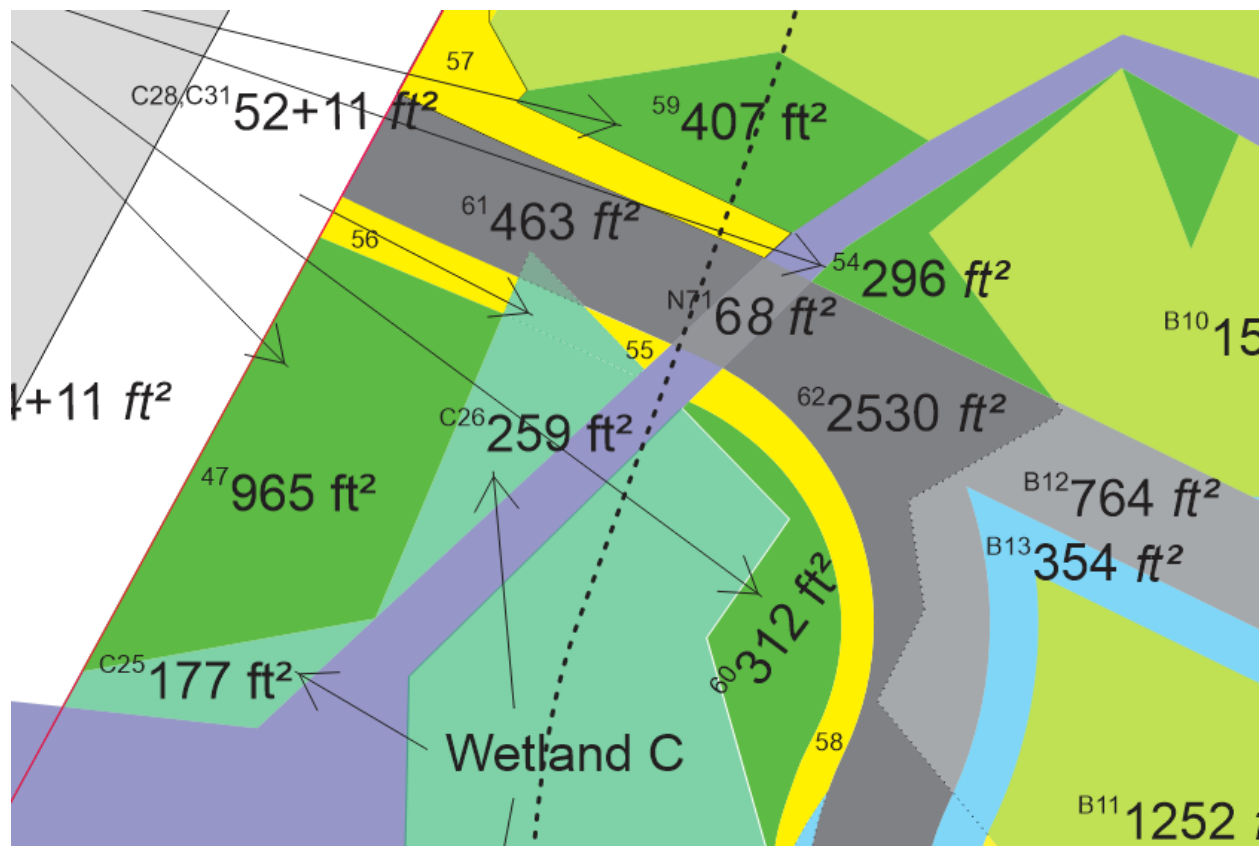 57
C28,C31 52+11 ft²
59 407 ft²
61 463 ft²
56
54 296 ft²
N71 68 ft²
B10 15
55
4+11 ft²
C26 259 ft²
62 2530 ft²
47 965 ft²
B12 764 ft²
B13 354 ft²
60 312 ft²
C25 177 ft²
58
Wetland C
B11 1252